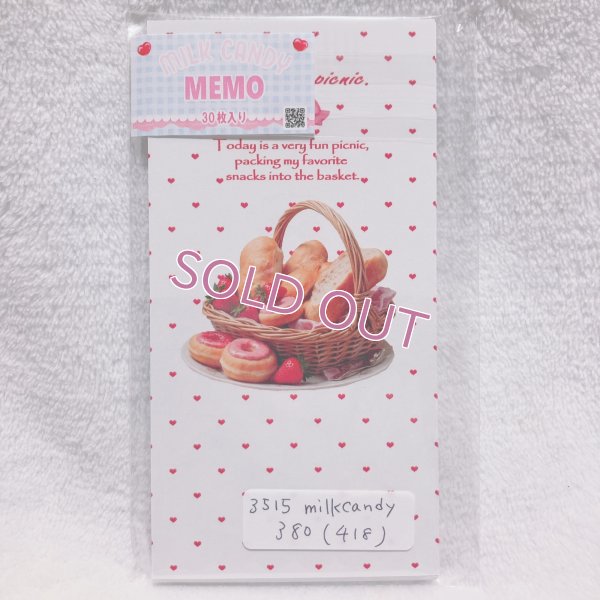 MILK CANDY
MEMO
30枚入り
picnic.
Today is a very fun picnic,
packing my favorite
snacks into the basket.
SOLD OUT
3515 milkcandy
380 (418)